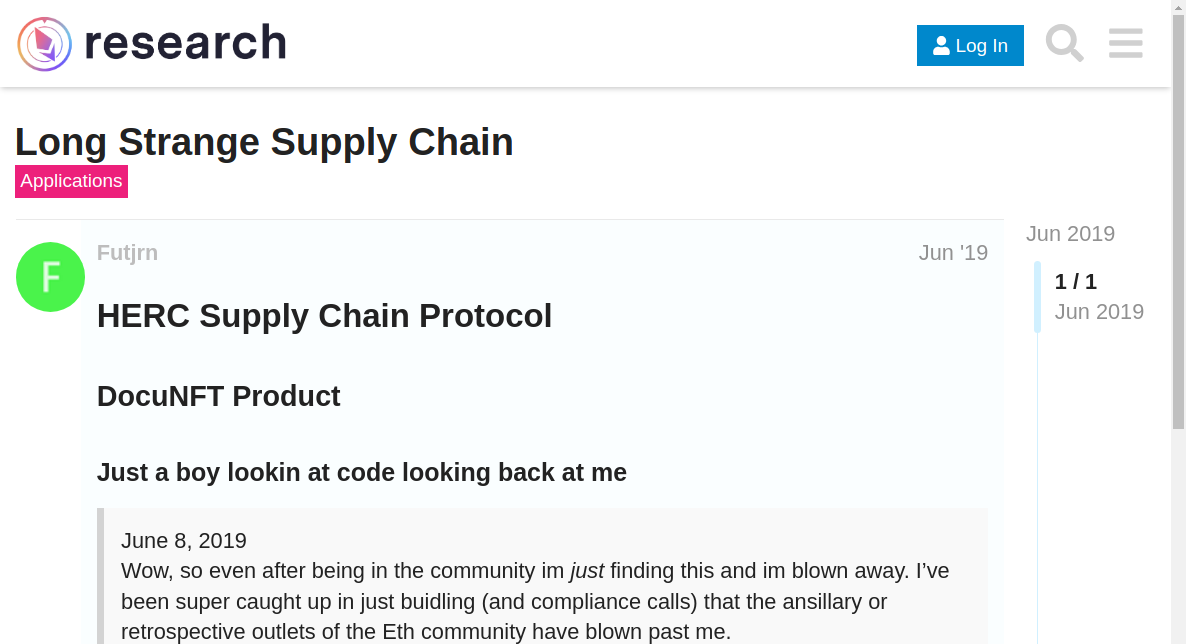 research
Log In
Long Strange Supply Chain
Applications
Jun 2019
F
Futjrn
Jun '19
1 / 1
Jun 2019
HERC Supply Chain Protocol
DocuNFT Product
Just a boy lookin at code looking back at me
June 8, 2019
Wow, so even after being in the community im just finding this and im blown away. I’ve
been super caught up in just buidling (and compliance calls) that the ansillary or
retrospective outlets of the Eth community have blown past me.